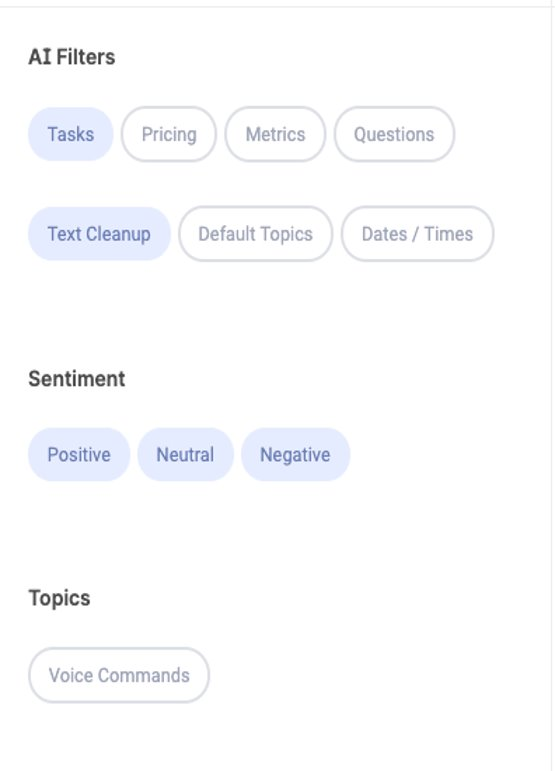 AI Filters
Tasks Pricing Metrics Questions
Text Cleanup Default Topics Dates / Times
Sentiment
Positive Neutral Negative
Topics
Voice Commands